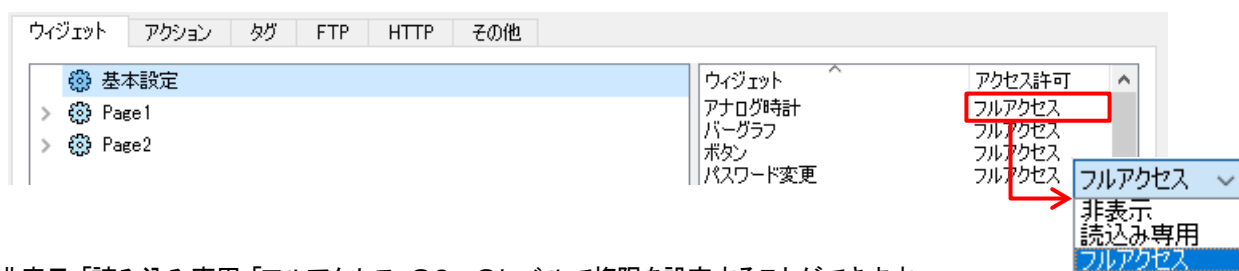 ウィジェット アクション タグ FTP HTTP その他
基本設定
Page1
Page2
ウィジェット アクセス許可
アナログ時計 フルアクセス
バーグラフ フルアクセス
ボタン フルアクセス
パスワード変更 フルアクセス
フルアクセス
非表示
読込み専用
フルアクセス